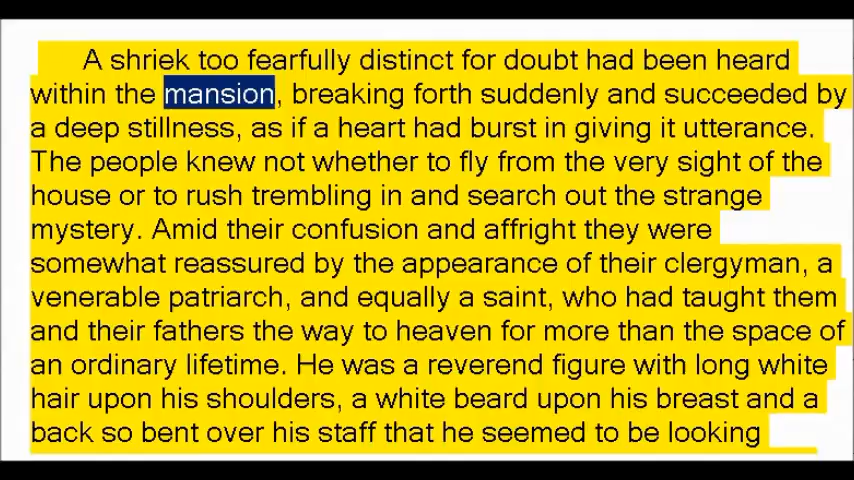 A shriek too fearfully distinct for doubt had been heard
within the mansion, breaking forth suddenly and succeeded by
a deep stillness, as if a heart had burst in giving it utterance.
The people knew not whether to fly from the very sight of the
house or to rush trembling in and search out the strange
mystery. Amid their confusion and affright they were
somewhat reassured by the appearance of their clergyman, a
venerable patriarch, and equally a saint, who had taught them
and their fathers the way to heaven for more than the space of
an ordinary lifetime. He was a reverend figure with long white
hair upon his shoulders, a white beard upon his breast and a
back so bent over his staff that he seemed to be looking